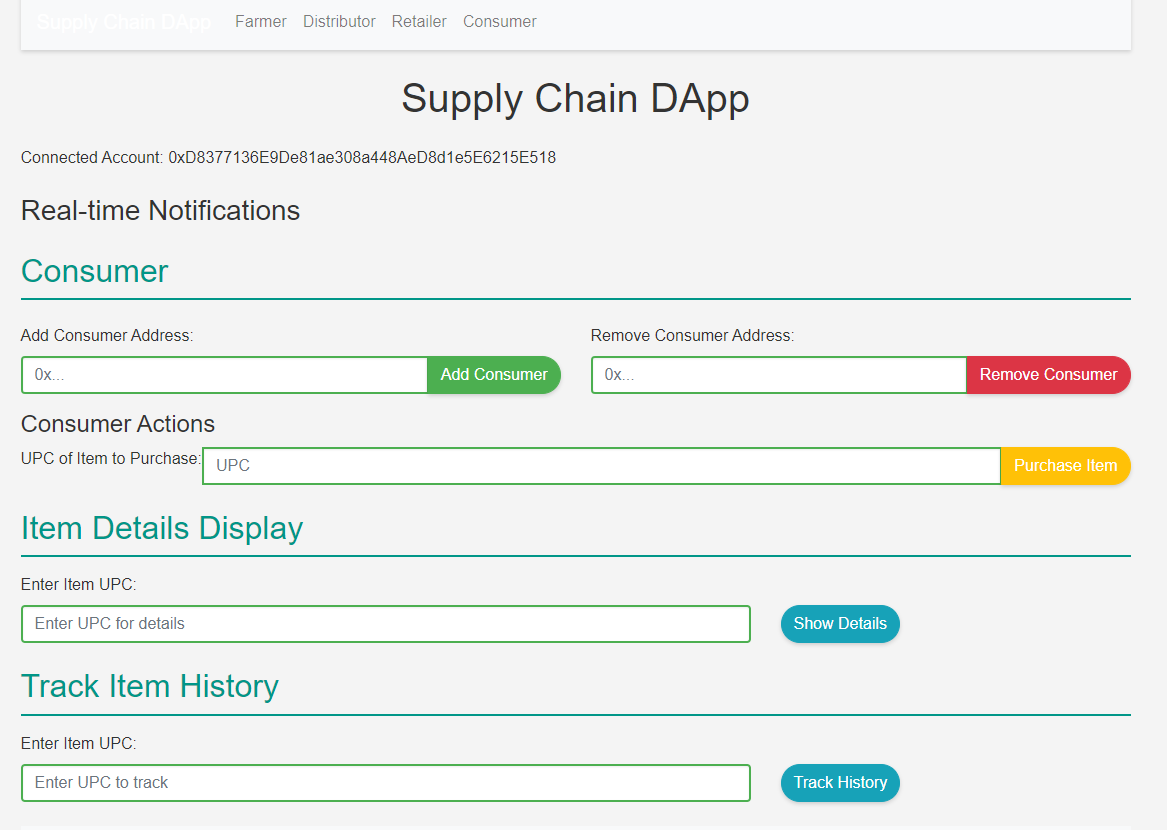 Supply Chain DApp Farmer Distributor Retailer Consumer
Supply Chain DApp
Connected Account: 0xD8377136E9De81ae308a448AeD8d1e5E6215E518
Real-time Notifications
Consumer
Add Consumer Address: Remove Consumer Address:
0x... Add Consumer 0x... Remove Consumer
Consumer Actions
UPC of Item to Purchase: UPC Purchase Item
Item Details Display
Enter Item UPC:
Enter UPC for details Show Details
Track Item History
Enter Item UPC:
Enter UPC to track Track History